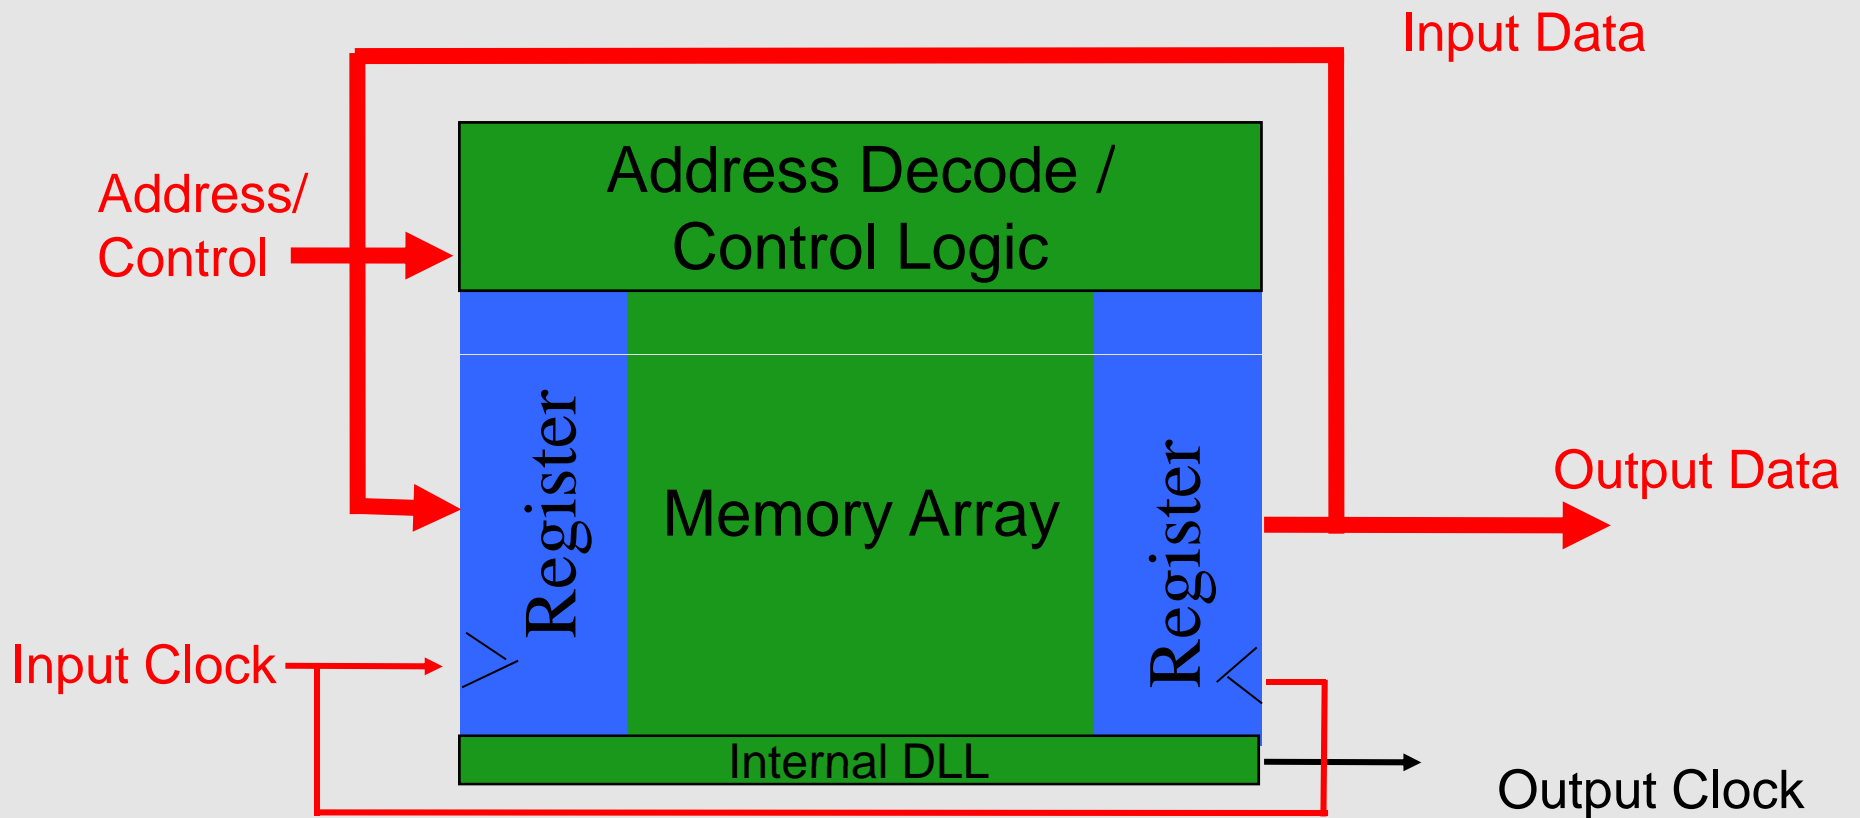 Input Data
Address Decode /
Control Logic
Address/
Control
Register
Memory Array
Register
Output Data
Input Clock
Internal DLL
Output Clock